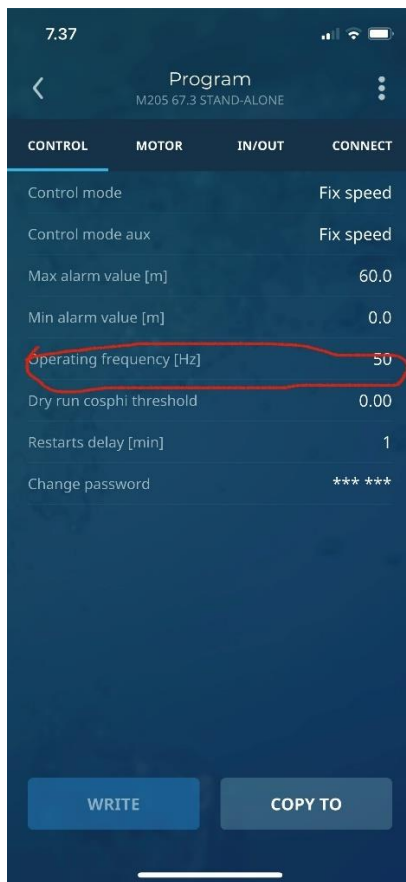 7.37
Program
M205 67.3 STAND-ALONE
CONTROL MOTOR IN/OUT CONNECT
Control mode Fix speed
Control mode aux Fix speed
Max alarm value [m] 60.0
Min alarm value [m] 0.0
Operating frequency [Hz] 50
Dry run cosphi threshold 0.00
Restarts delay [min] 1
Change password *** ***
WRITE COPY TO